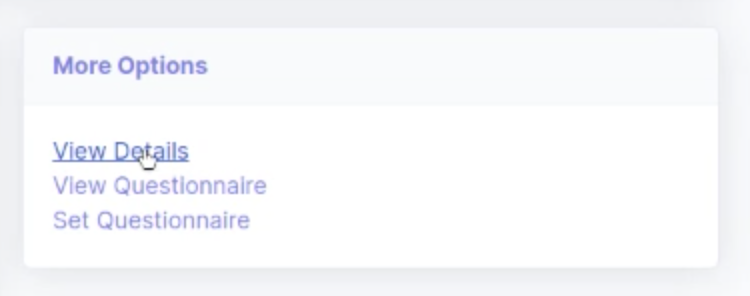 More Options
View Details
View Questionnaire
Set Questionnaire